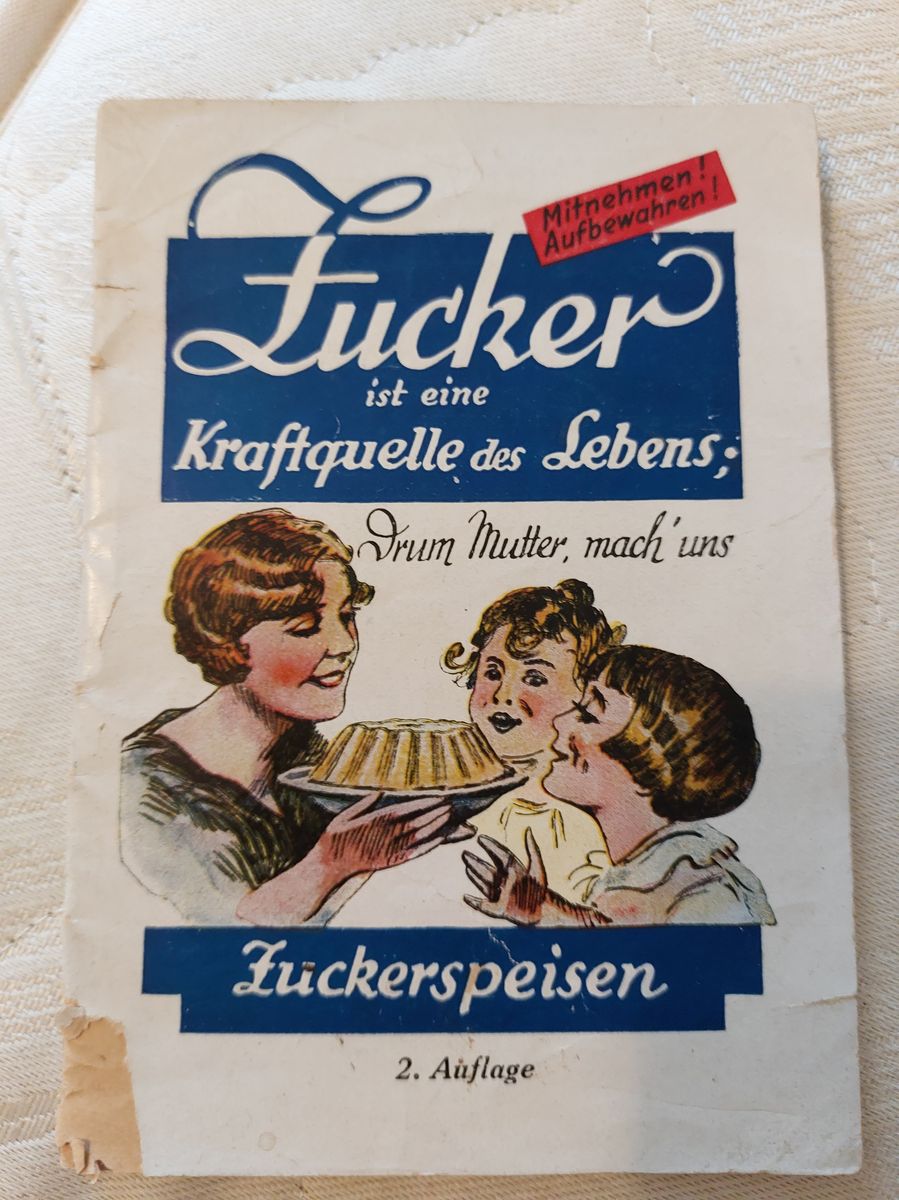 Mitnehmen!
Aufbewahren!
Zucker
ist eine
Kraftquelle des Lebens;
Drum Mutter, mach' uns
Zuckerspeisen
2. Auflage